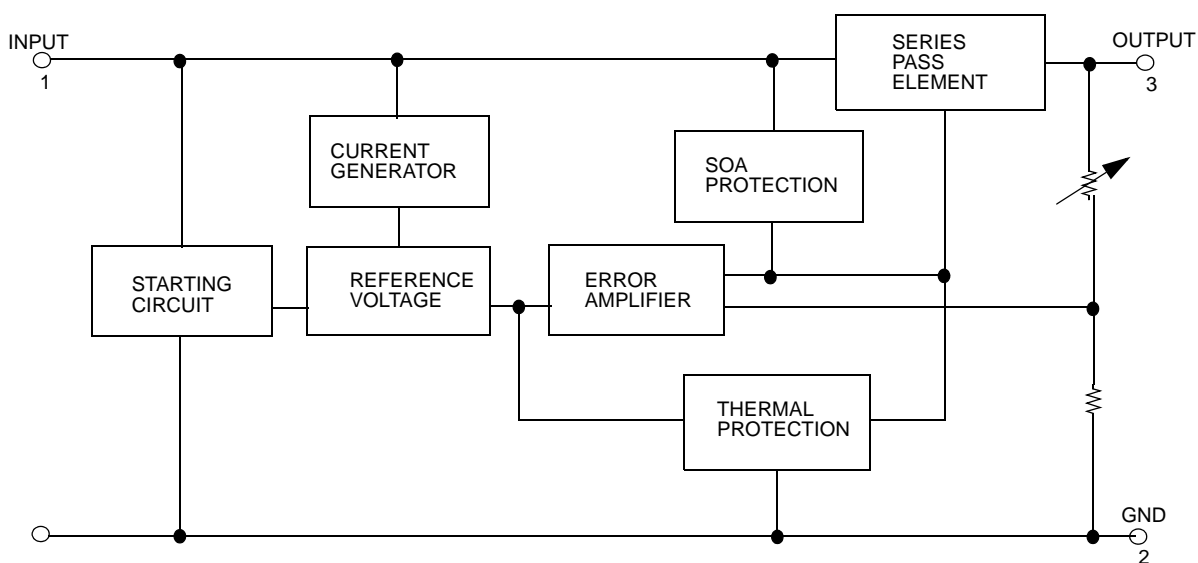 INPUT
1
SERIES
PASS
ELEMENT
OUTPUT
3
CURRENT
GENERATOR
SOA
PROTECTION
STARTING
CIRCUIT
REFERENCE
VOLTAGE
ERROR
AMPLIFIER
THERMAL
PROTECTION
GND
2